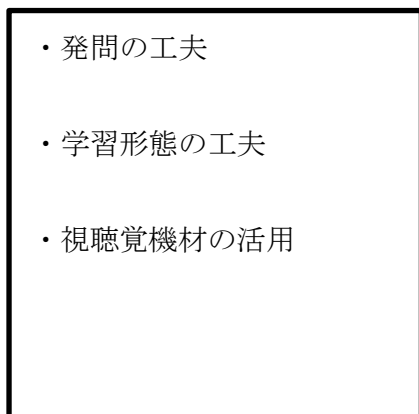 ・発問の工夫
・学習形態の工夫
・視聴覚機材の活用